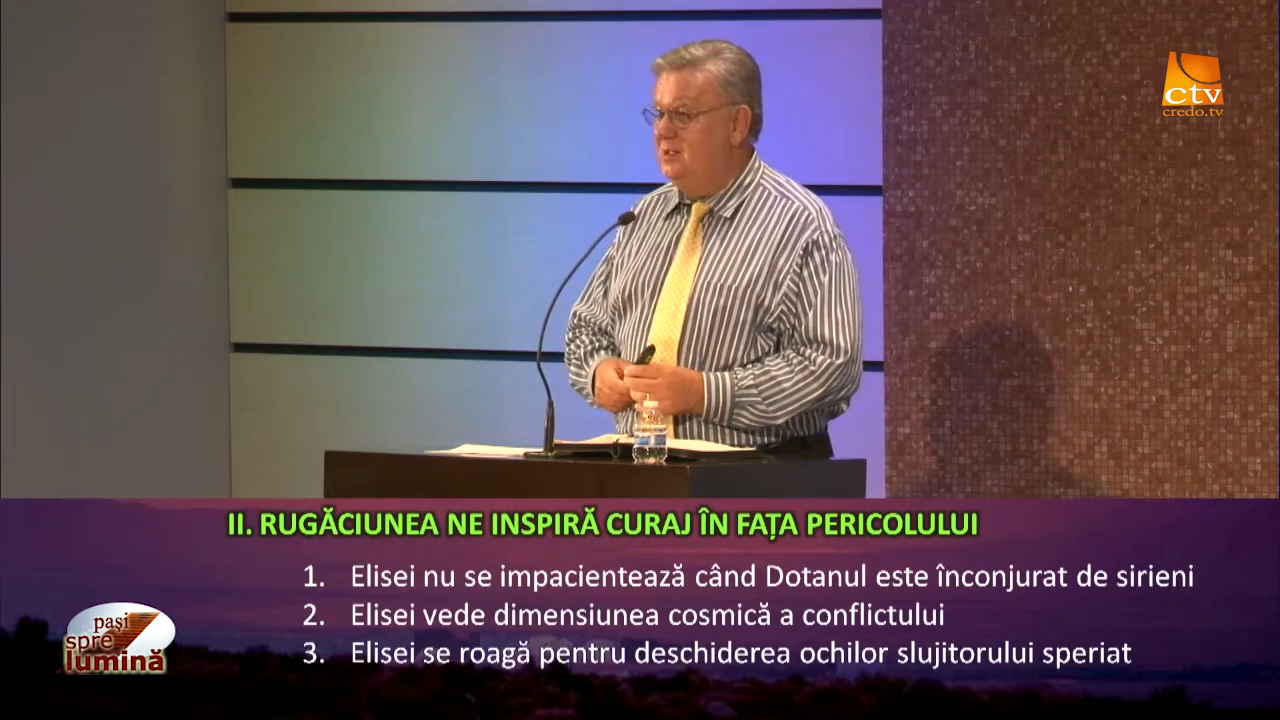 ctv
credo.tv
II. RUGĂCIUNEA NE INSPIRĂ CURAJ ÎN FAȚA PERICOLULUI
1. Elisei nu se impacientează când Dotanul este înconjurat de sirieni
2. Elisei vede dimensiunea cosmică a conflictului
3. Elisei se roagă pentru deschiderea ochilor slujitorului speriat
pași
spre
lumină